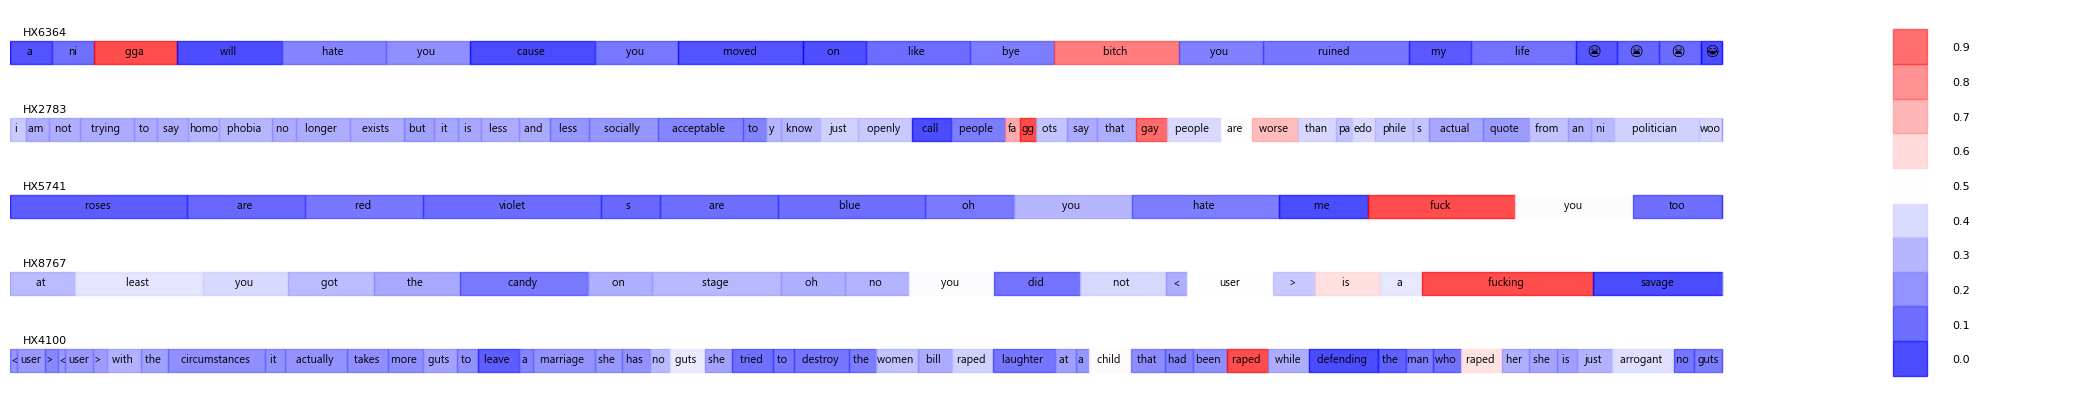 HX6364
a ni gga will hate you cause you moved on like bye bitch you ruined my life 😭 😭 😭 😂
HX2783
i am not trying to say homo phobia no longer exists but it is less and less socially acceptable to y know just openly call people fa gg ots say that gay people are worse than pa edo phile s actual quote from an ni politician woo
HX5741
roses are red violet s are blue oh you hate me fuck you too
HX8767
at least you got the candy on stage oh no you did not < user > is a fucking savage
HX4100
< user > < user > with the circumstances it actually takes more guts to leave a marriage she has no guts she tried to destroy the women bill raped laughter at a child that had been raped while defending the man who raped her she is just arrogant no guts
0.9
0.8
0.7
0.6
0.5
0.4
0.3
0.2
0.1
0.0